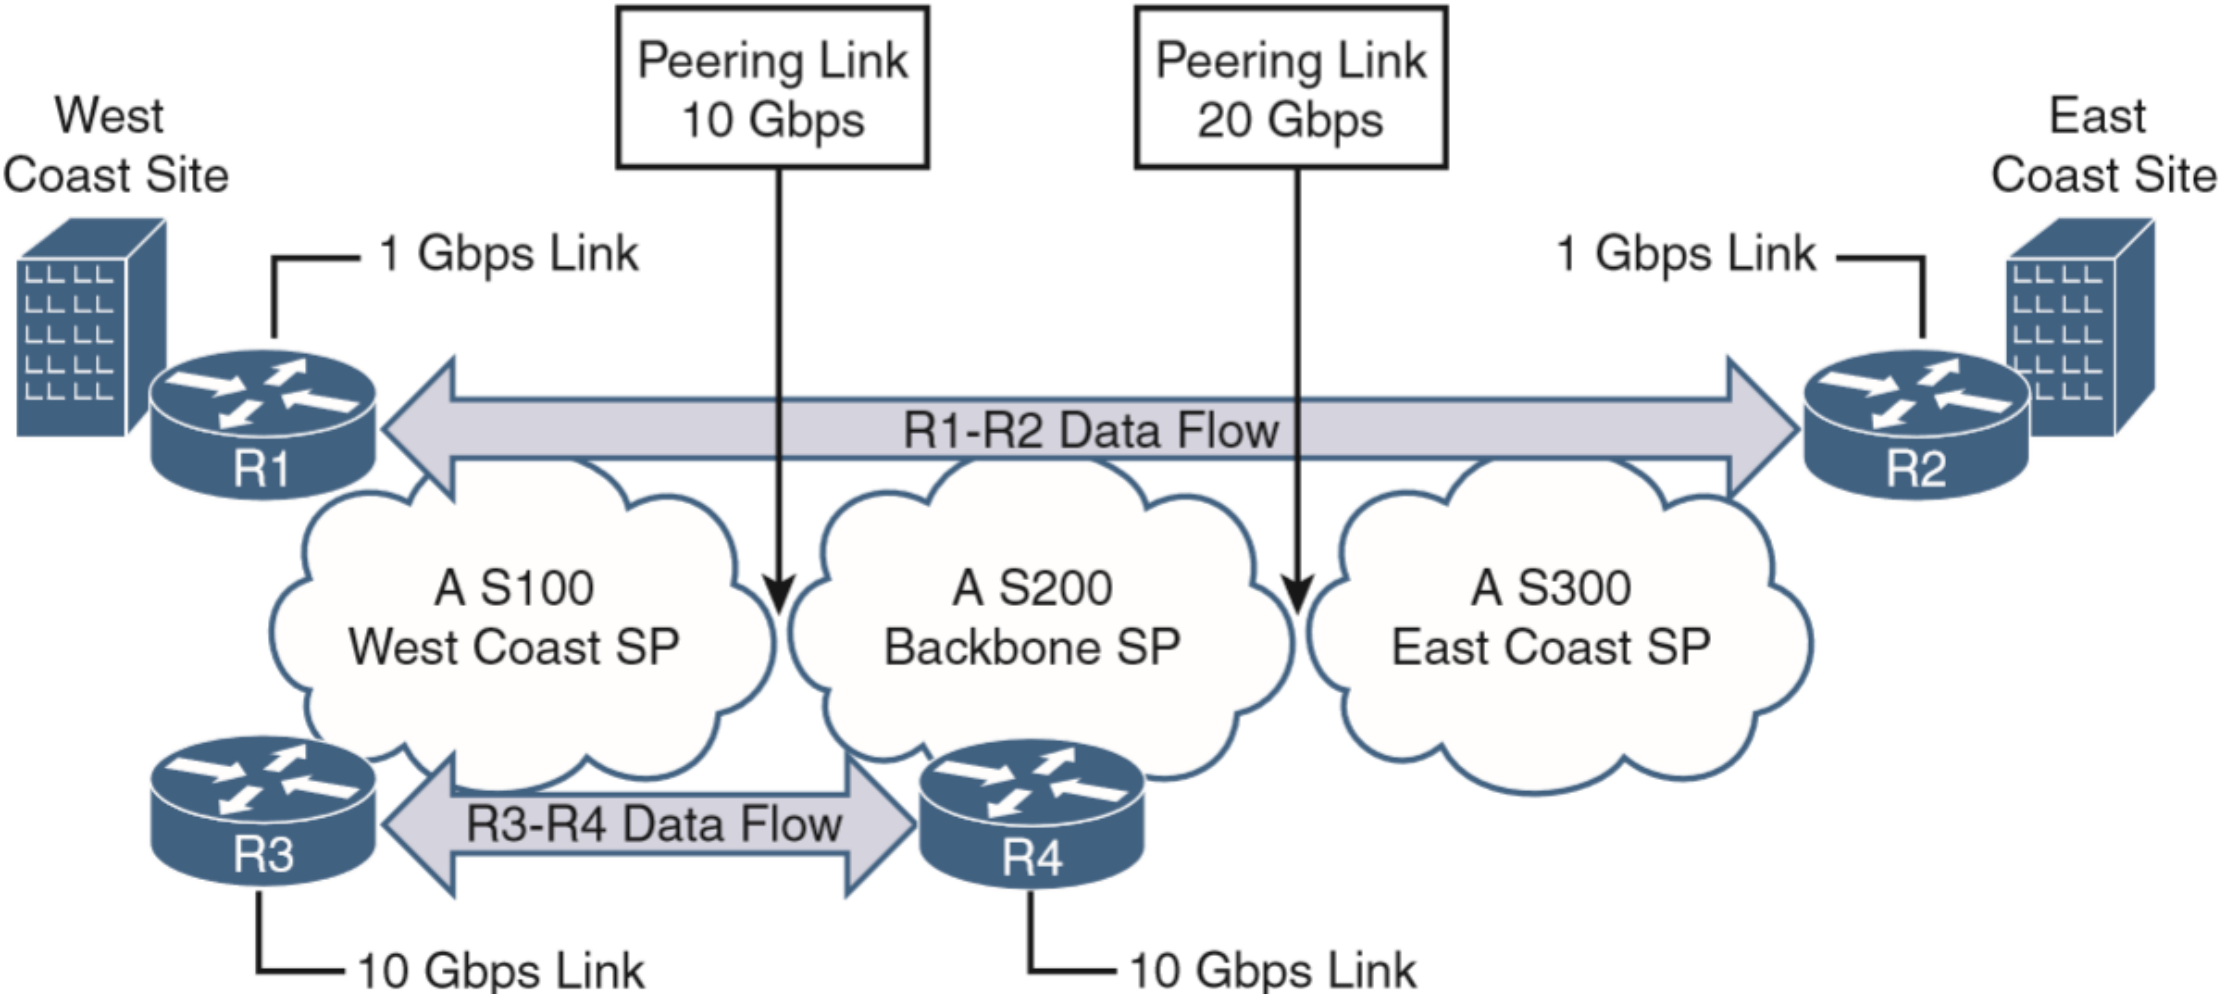 Peering Link
10 Gbps
Peering Link
20 Gbps
West
Coast Site
East
Coast Site
1 Gbps Link
1 Gbps Link
R1-R2 Data Flow
R1
R2
A S100
West Coast SP
A S200
Backbone SP
A S300
East Coast SP
R3-R4 Data Flow
R3
R4
10 Gbps Link
10 Gbps Link